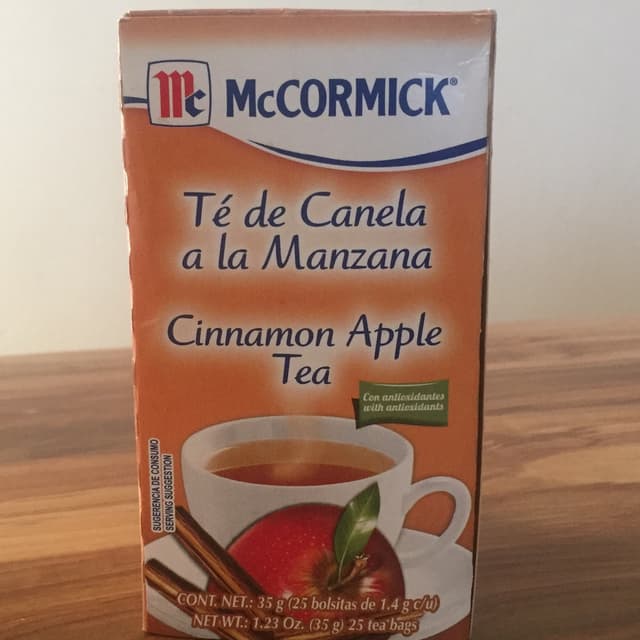 Mc McCORMICK®
Té de Canela
a la Manzana
Cinnamon Apple
Tea
Con antioxidantes
with antioxidants
SUGERENCIA DE CONSUMO
SERVING SUGGESTION
CONT. NET.: 35 g (25 bolsitas de 1.4 g c/u)
NET WT.: 1.23 Oz. (35 g) 25 tea bags